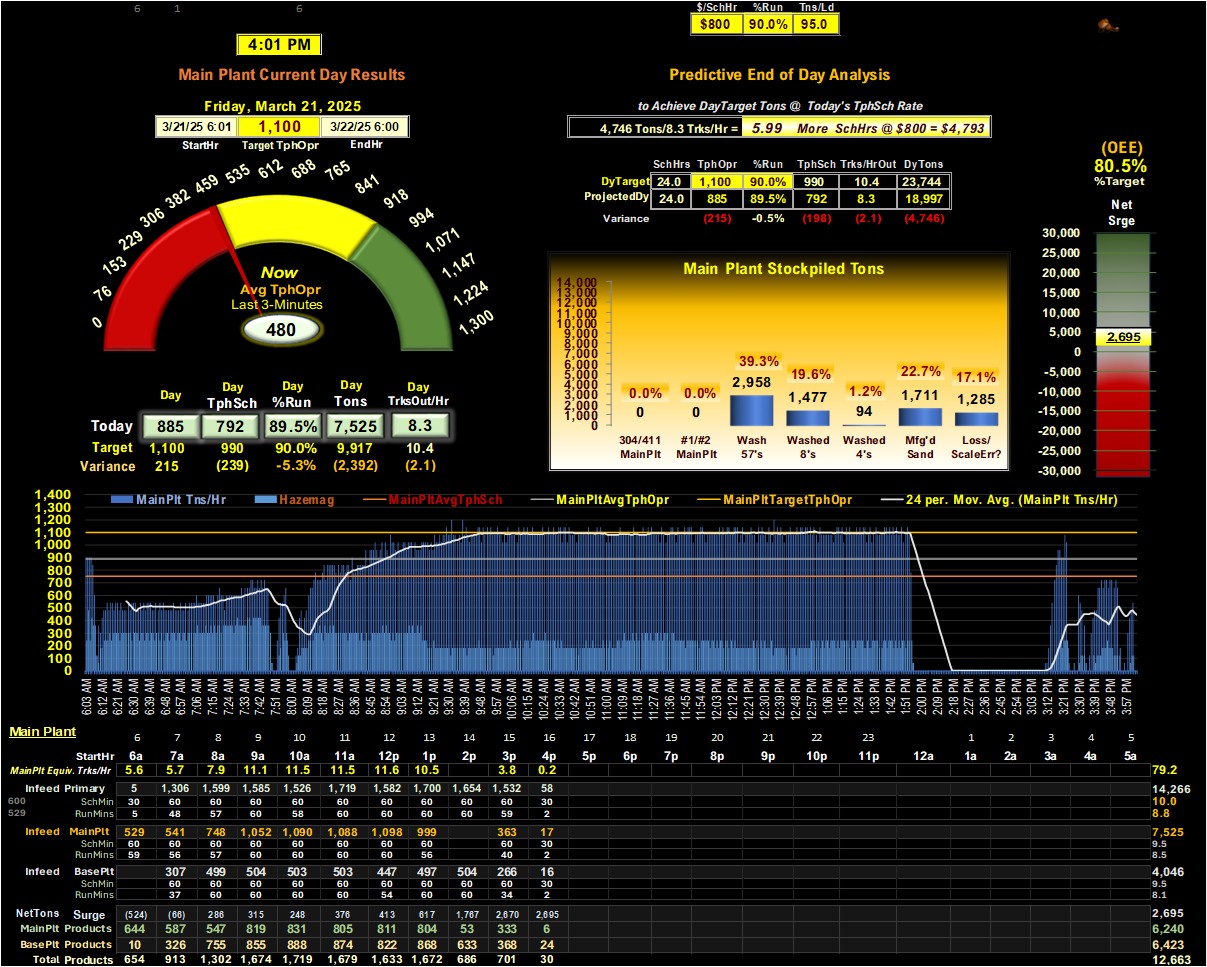 6 1 6
$/SchHr %Run Tns/Ld
$800 90.0% 95.0
4:01 PM
Main Plant Current Day Results
Predictive End of Day Analysis
Friday, March 21, 2025
to Achieve DayTarget Tons @ Today's TphSch Rate
3/21/25 6:01 1,100 3/22/25 6:00
StartHr Target TphOpr EndHr
4,746 Tons/8.3 Trks/Hr = 5.99 More SchHrs @ $800 = $4,793
(OEE)
80.5%
%Target
SchHrs TphOpr %Run TphSch Trks/HrOut DyTons
DyTarget 24.0 1,100 90.0% 990 10.4 23,744
ProjectedDy 24.0 885 89.5% 792 8.3 18,997
Variance (215) -0.5% (198) (2.1) (4,746)
0 76 153 229 306 382 459 535 612 688 765 841 918 994 1,071 1,147 1,224 1,300
Now
Avg TphOpr
Last 3-Minutes
480
Net
Srge
30,000
25,000
20,000
15,000
10,000
5,000
2,695
0
-5,000
-10,000
-15,000
-20,000
-25,000
-30,000
Main Plant Stockpiled Tons
14,000
13,000
12,000
11,000
10,000
9,000
8,000
7,000
6,000
5,000
4,000
3,000
2,000
1,000
0
0.0% 0.0% 39.3% 19.6% 1.2% 22.7% 17.1%
0 0 2,958 1,477 94 1,711 1,285
304/411 #1/#2 Wash Washed Washed Mfg'd Loss/
MainPlt MainPlt 57's 8's 4's Sand ScaleErr?
Day Day Day Day Day
TphSch %Run Tons TrksOut/Hr
Today 885 792 89.5% 7,525 8.3
Target 1,100 990 90.0% 9,917 10.4
Variance 215 (239) -5.3% (2,392) (2.1)
MainPlt Tns/Hr Hazemag MainPltAvgTphSch MainPltAvgTphOpr MainPltTargetTphOpr 24 per. Mov. Avg. (MainPlt Tns/Hr)
1,400
1,300
1,200
1,100
1,000
900
800
700
600
500
400
300
200
100
0
6:03 AM 6:12 AM 6:21 AM 6:30 AM 6:39 AM 6:48 AM 6:57 AM 7:06 AM 7:15 AM 7:24 AM 7:33 AM 7:42 AM 7:51 AM 8:00 AM 8:09 AM 8:18 AM 8:36 AM 8:45 AM 8:54 AM 9:03 AM 9:12 AM 9:21 AM 9:30 AM 9:39 AM 9:48 AM 9:57 AM 10:06 AM 10:15 AM 10:24 AM 10:33 AM 10:42 AM 10:51 AM 11:00 AM 11:09 AM 11:18 AM 11:27 AM 11:36 AM 11:45 AM 11:54 AM 12:03 PM 12:12 PM 12:21 PM 12:30 PM 12:39 PM 12:48 PM 12:57 PM 1:06 PM 1:15 PM 1:24 PM 1:33 PM 1:42 PM 1:51 PM 2:00 PM 2:09 PM 2:18 PM 2:27 PM 2:36 PM 2:45 PM 2:54 PM 3:03 PM 3:12 PM 3:21 PM 3:30 PM 3:39 PM 3:48 PM 3:57 PM
Main Plant
6 7 8 9 10 11 12 13 14 15 16 17 18 19 20 21 22 23 1 2 3 4 5
StartHr 6a 7a 8a 9a 10a 11a 12p 1p 2p 3p 4p 5p 6p 7p 8p 9p 10p 11p 12a 1a 2a 3a 4a 5a
MainPlt Equiv. Trks/Hr 5.6 5.7 7.9 11.1 11.5 11.5 11.6 10.5 3.8 0.2 79.2
Infeed Primary 5 1,306 1,599 1,585 1,526 1,719 1,582 1,700 1,654 1,532 58 14,266
600 SchMin 30 60 60 60 60 60 60 60 60 60 30 10.0
529 RunMins 5 48 57 60 58 60 60 60 60 59 2 8.8
Infeed MainPlt 529 541 748 1,052 1,090 1,088 1,098 999 363 17 7,525
SchMin 60 60 60 60 60 60 60 60 60 30 9.5
RunMins 59 56 57 60 60 60 60 56 40 2 8.5
Infeed BasePlt 307 499 504 503 503 447 497 504 266 16 4,046
SchMin 60 60 60 60 60 60 60 60 60 30 9.5
RunMins 37 60 60 60 60 54 60 60 34 2 8.1
NetTons Surge (524) (66) 286 315 248 376 413 617 1,767 2,670 2,695 2,695
MainPlt Products 644 587 547 819 831 805 811 804 53 333 6 6,240
BasePlt Products 10 326 755 855 888 874 822 868 633 368 24 6,423
Total Products 654 913 1,302 1,674 1,719 1,679 1,633 1,672 686 701 30 12,663